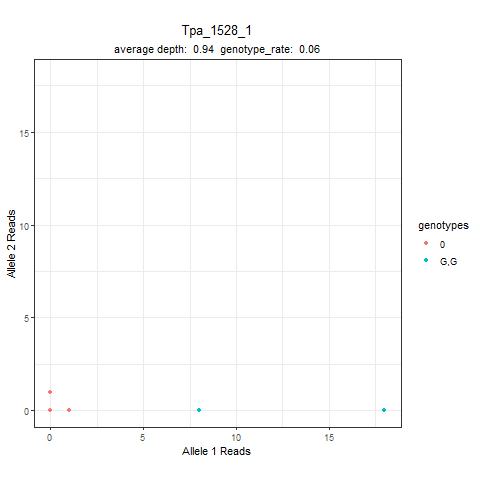 Tpa_1528_1
average depth: 0.94 genotype_rate: 0.06
Allele 2 Reads
15
10
5
0
0 5 10 15
Allele 1 Reads
genotypes
0
G,G